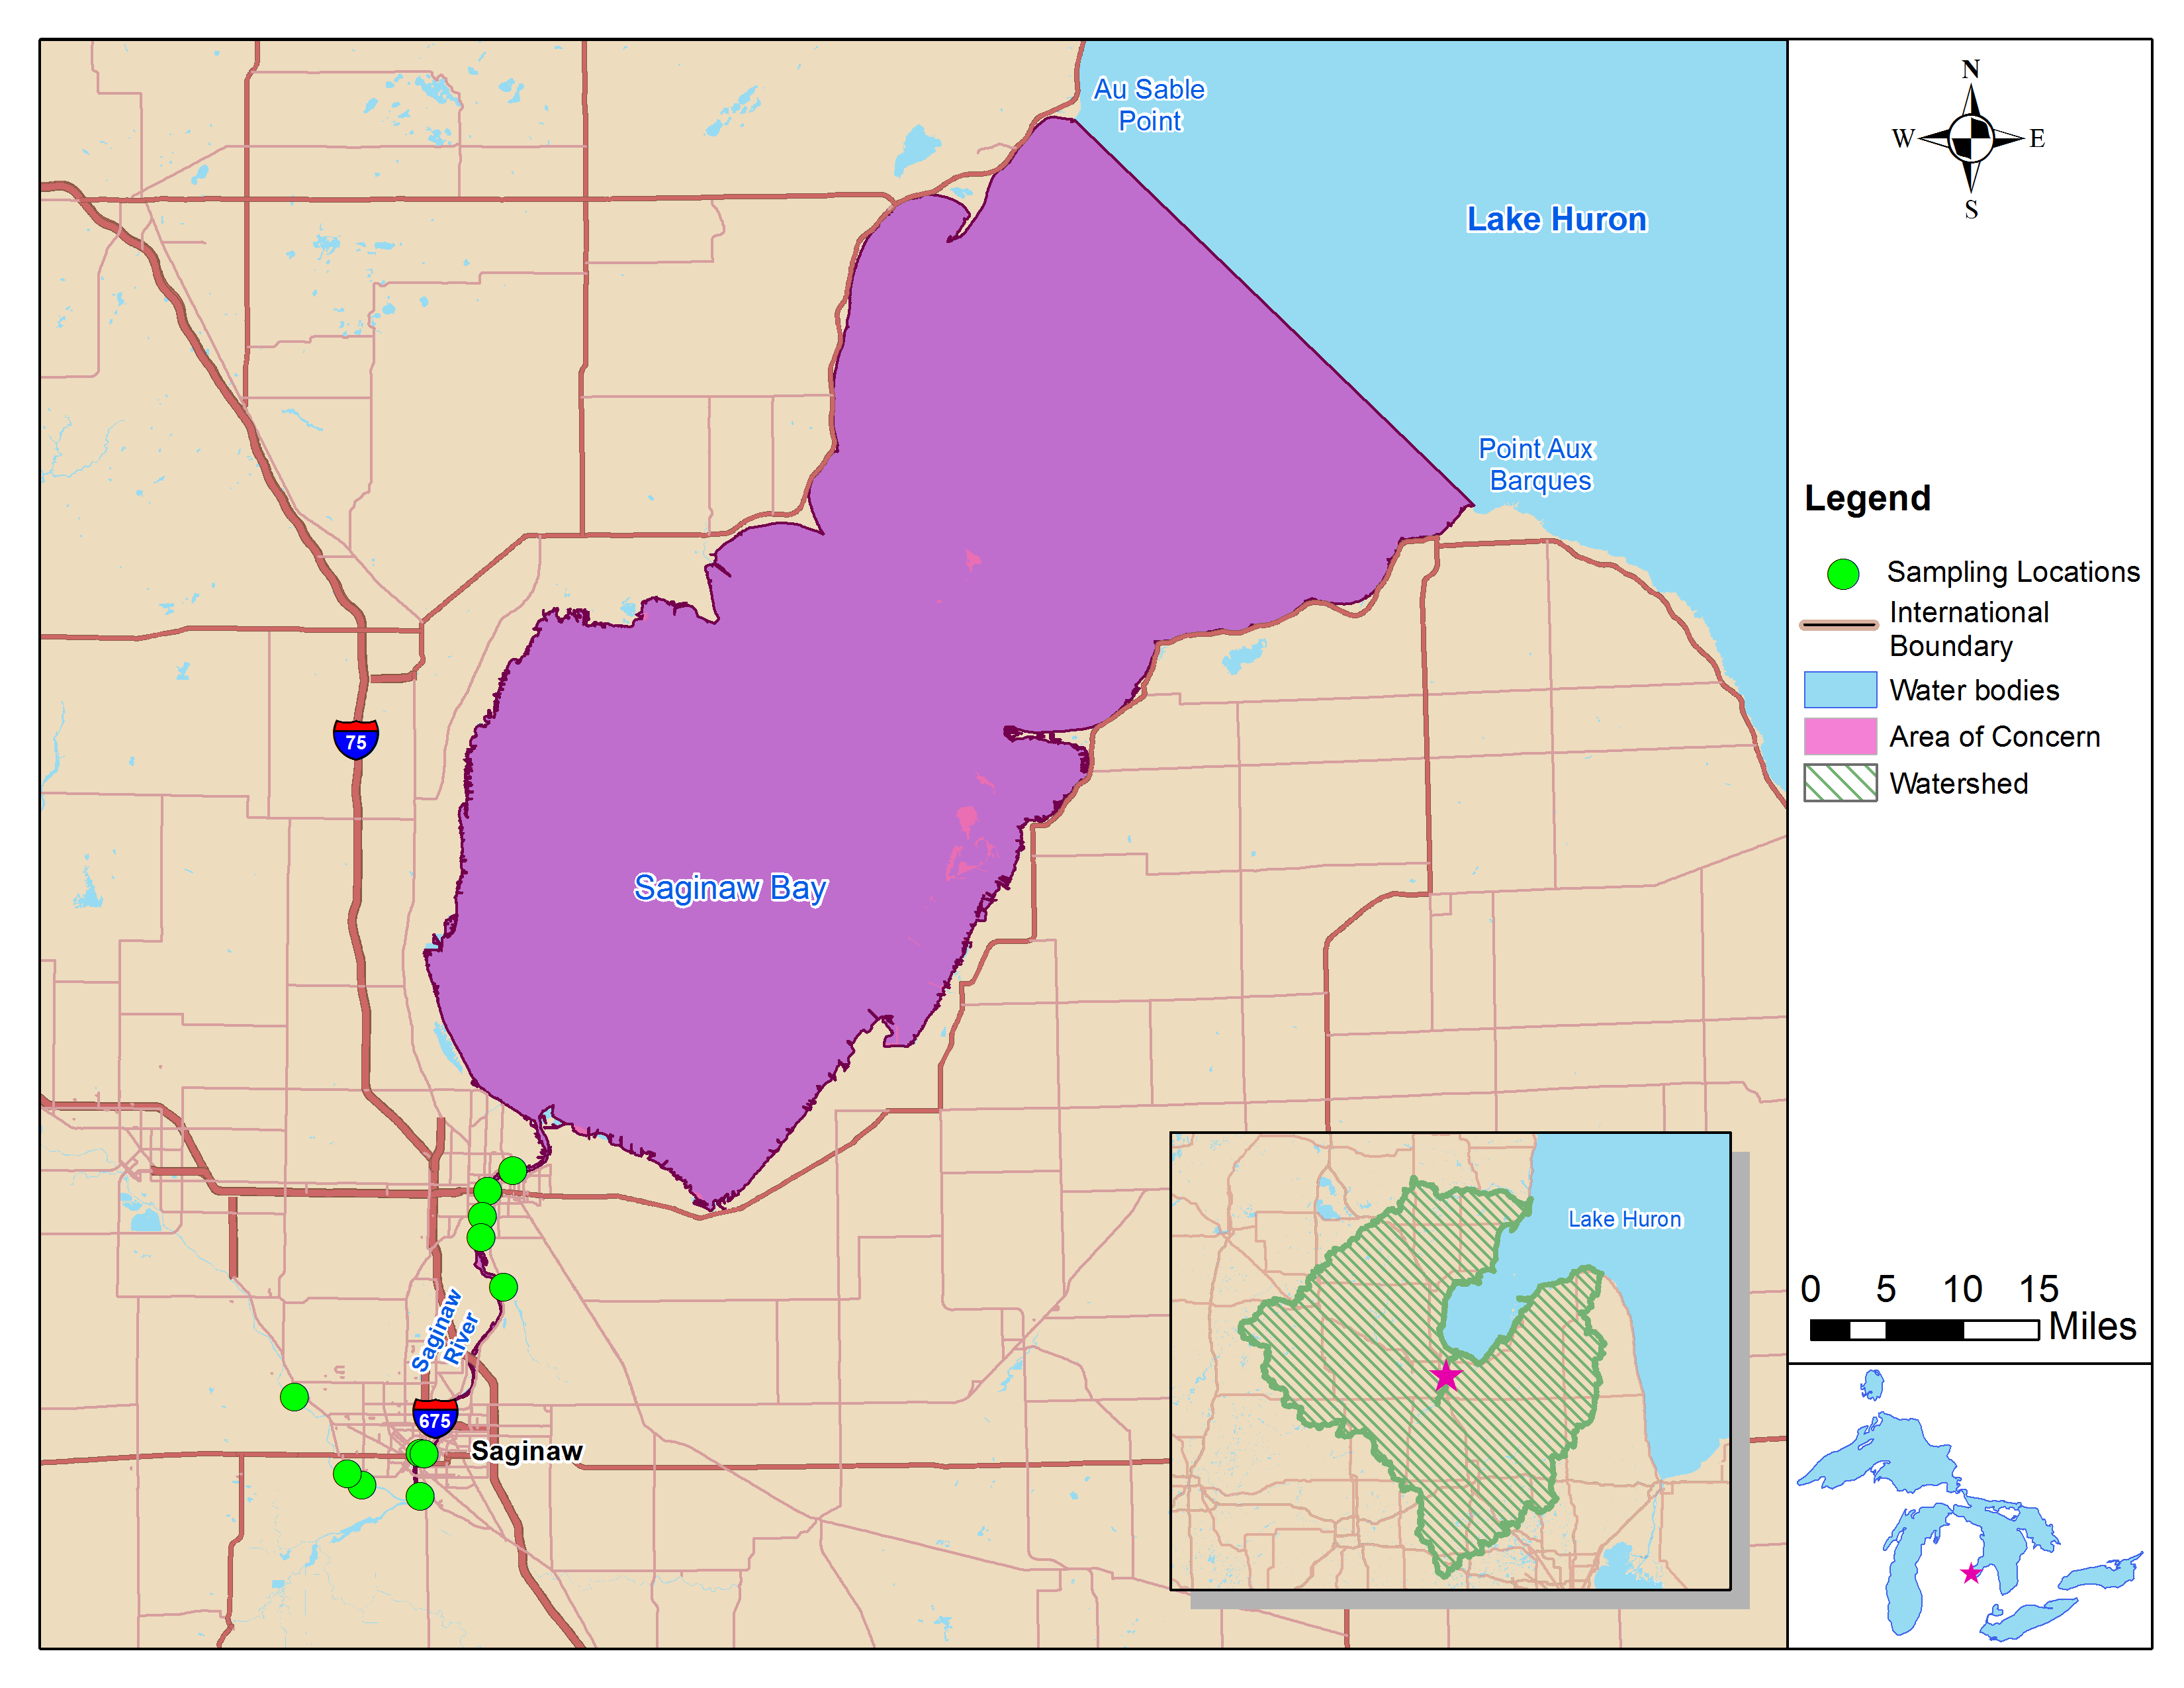 Au Sable
Point
Lake Huron
Point Aux
Barques
75
Saginaw Bay
Saginaw
River
675
Saginaw
Lake Huron
N
W
E
S
Legend
Sampling Locations
International
Boundary
Water bodies
Area of Concern
Watershed
0 5 10 15
Miles